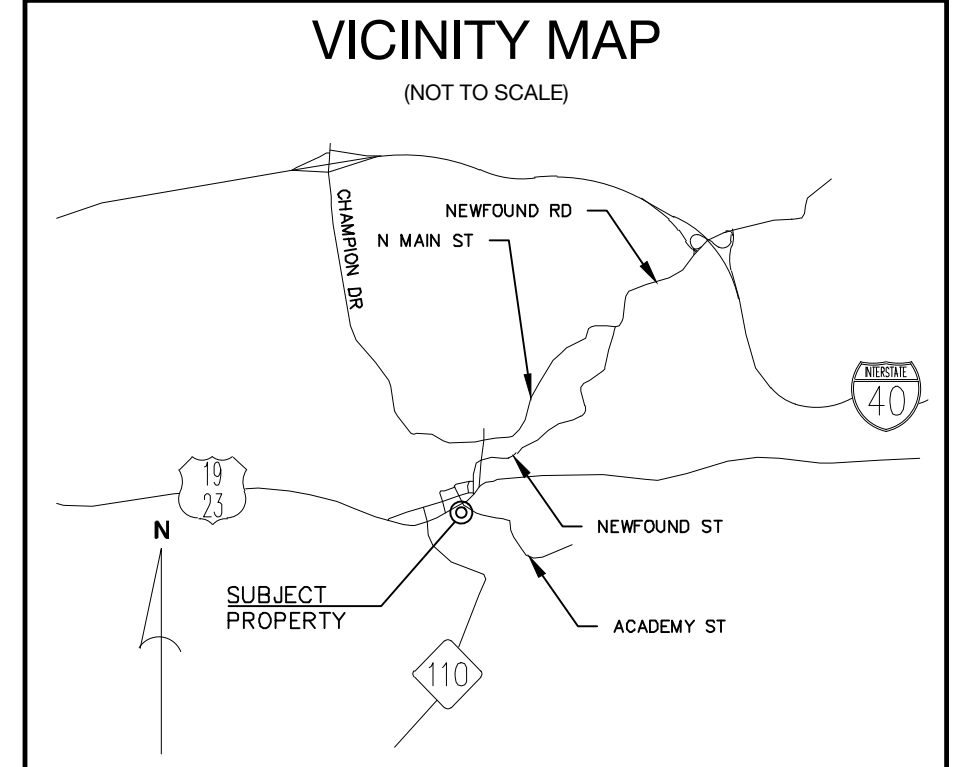 VICINITY MAP
(NOT TO SCALE)
CHAMPION DR
NEWFOUND RD
N MAIN ST
INTERSTATE
40
19
23
N
NEWFOUND ST
SUBJECT
PROPERTY
ACADEMY ST
110